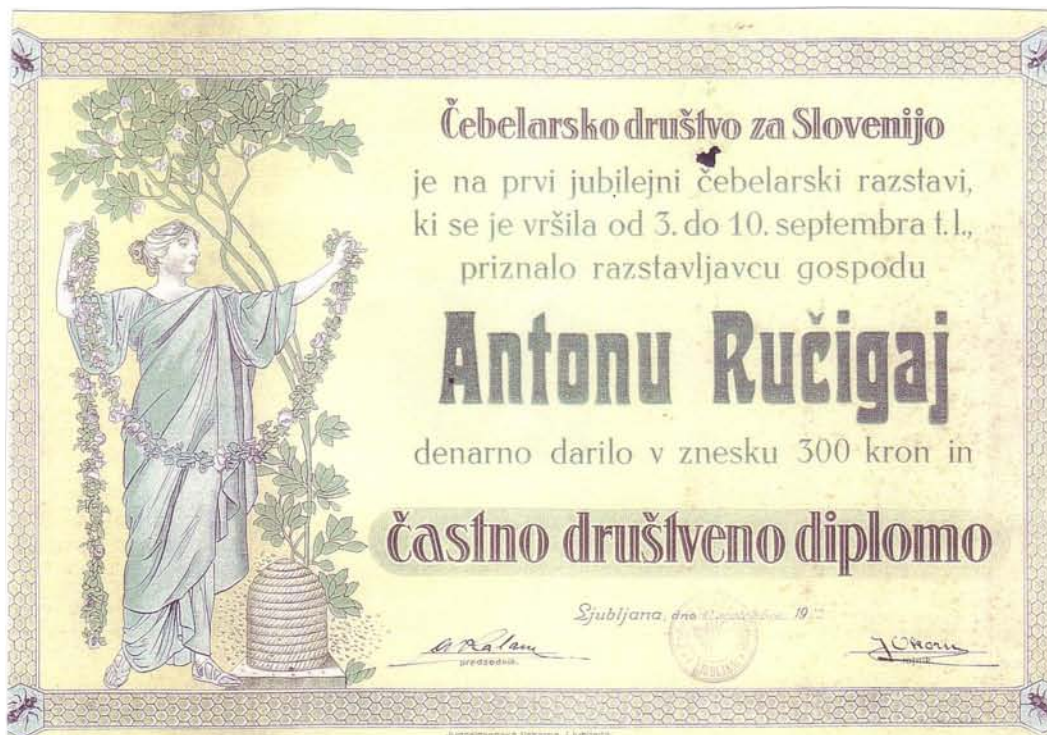 Čebelarsko društvo za Slovenijo
je na prvi jubilejni čebelarski razstavi,
ki se je vršila od 3. do 10. septembra t.l.,
priznalo razstavljavcu gospodu
Antonu Ručigaj
denarno darilo v znesku 300 kron in
častno društveno diplomo
Ljubljana, dne 19
predsednik.
tajnik.